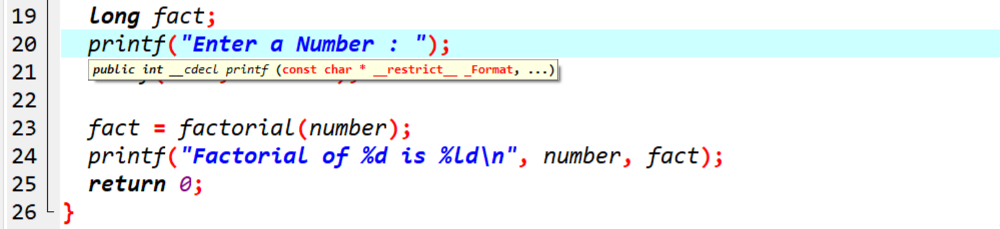 19 long fact;
20 printf("Enter a Number : ");
public int __cdecl printf (const char * __restrict__ _Format, ...)
21
22
23 fact = factorial(number);
24 printf("Factorial of %d is %ld\n", number, fact);
25 return 0;
26 }